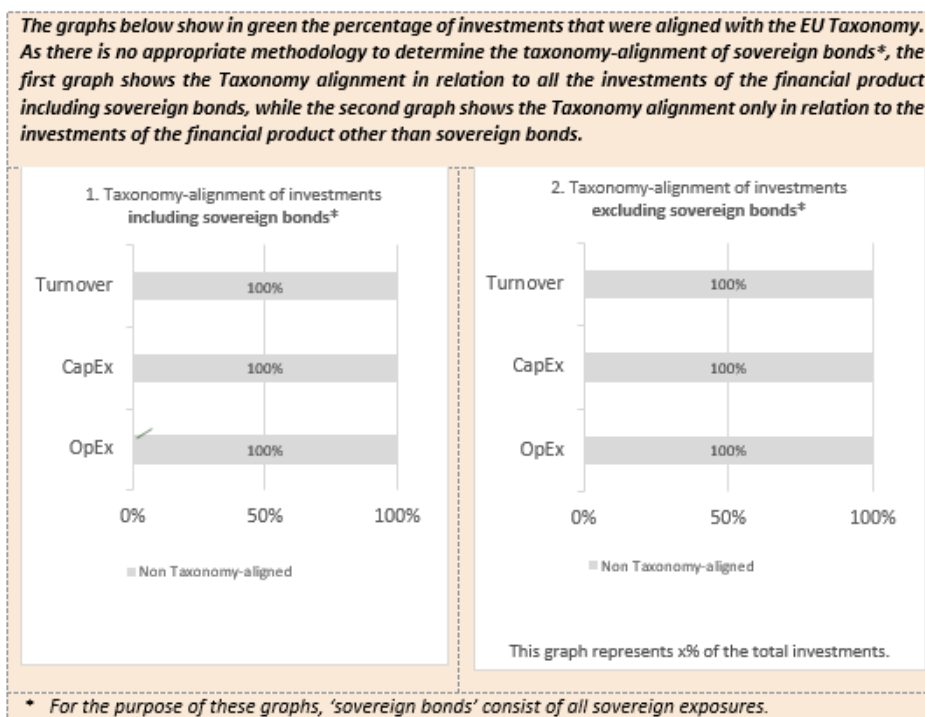 The graphs below show in green the percentage of investments that were aligned with the EU Taxonomy.
As there is no appropriate methodology to determine the taxonomy-alignment of sovereign bonds*, the
first graph shows the Taxonomy alignment in relation to all the investments of the financial product
including sovereign bonds, while the second graph shows the Taxonomy alignment only in relation to the
investments of the financial product other than sovereign bonds.
1. Taxonomy-alignment of investments
including sovereign bonds*
Turnover
100%
CapEx
100%
OpEx
100%
0% 50% 100%
Non Taxonomy-aligned
2. Taxonomy-alignment of investments
excluding sovereign bonds*
Turnover
100%
CapEx
100%
OpEx
100%
0% 50% 100%
Non Taxonomy-aligned
This graph represents x% of the total investments.
* For the purpose of these graphs, ‘sovereign bonds’ consist of all sovereign exposures.